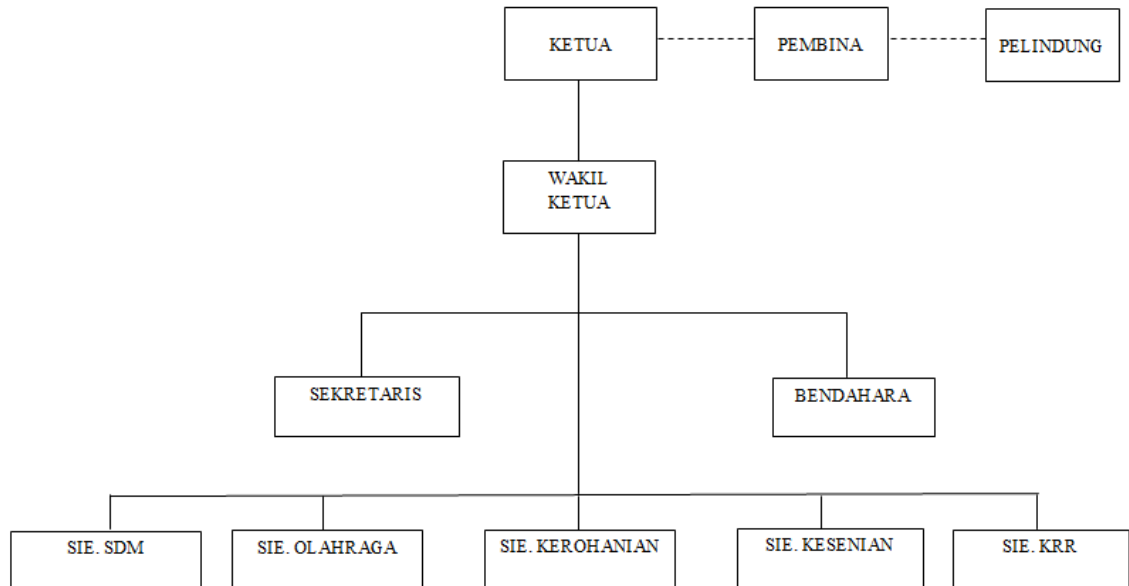 KETUA
PEMBINA
PELINDUNG
WAKIL
KETUA
SEKRETARIS
BENDAHARA
SIE. SDM
SIE. OLAHRAGA
SIE. KEROHANIAN
SIE. KESENIAN
SIE. KRR